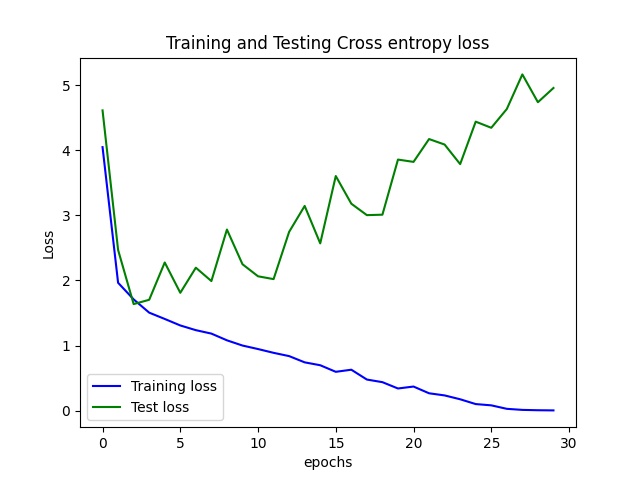 Training and Testing Cross entropy loss
Loss
5
4
3
2
1
0
Training loss
Test loss
0 5 10 15 20 25 30
epochs